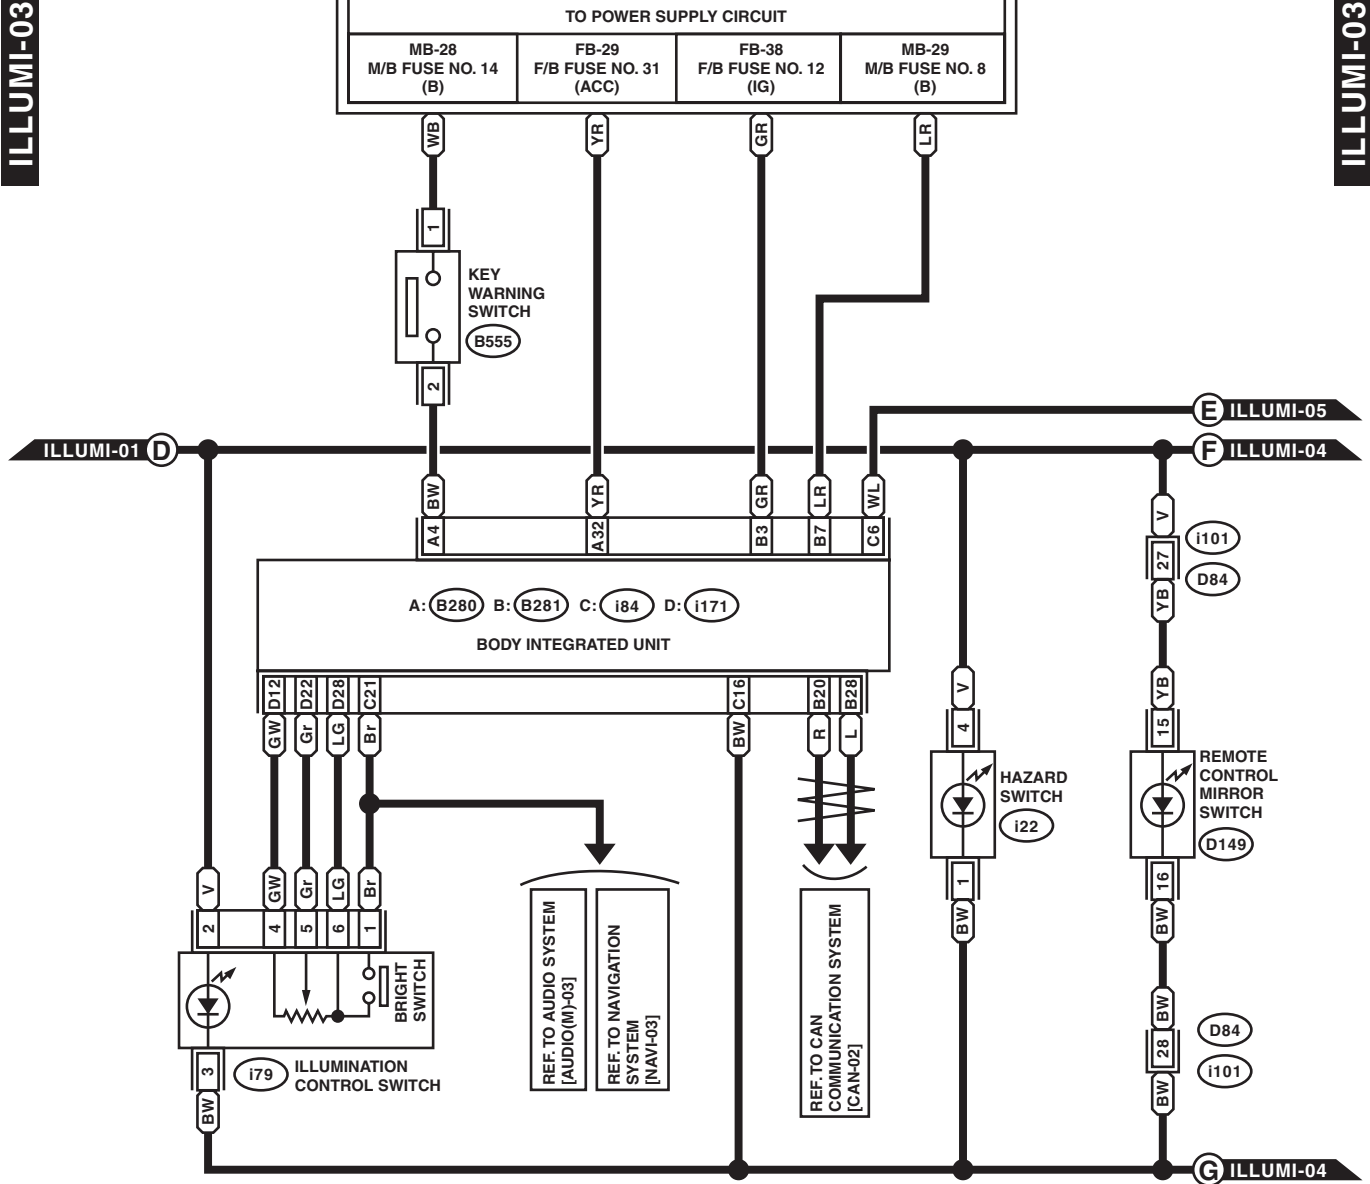 ILLUMI-03
ILLUMI-03
TO POWER SUPPLY CIRCUIT
MB-28
M/B FUSE NO. 14
(B)
FB-29
F/B FUSE NO. 31
(ACC)
FB-38
F/B FUSE NO. 12
(IG)
MB-29
M/B FUSE NO. 8
(B)
WB
YR
GR
LR
1
KEY
WARNING
SWITCH
B555
2
E ILLUMI-05
ILLUMI-01 D
F ILLUMI-04
BW
YR
GR
LR
WL
A4
A32
B3
B7
C6
V
27
YB
i101
D84
A: B280 B: B281 C: i84 D: i171
BODY INTEGRATED UNIT
D12
D22
D28
C21
C16
B20
B28
GW
Gr
LG
Br
BW
R
L
V
4
HAZARD
SWITCH
i22
1
BW
YB
15
REMOTE
CONTROL
MIRROR
SWITCH
D149
16
BW
V
GW
Gr
LG
Br
2
4
5
6
1
BRIGHT
SWITCH
3
i79
ILLUMINATION
CONTROL SWITCH
BW
REF. TO AUDIO SYSTEM
[AUDIO(M)-03]
REF. TO NAVIGATION
SYSTEM
[NAVI-03]
REF. TO CAN
COMMUNICATION SYSTEM
[CAN-02]
BW
28
BW
D84
i101
G ILLUMI-04